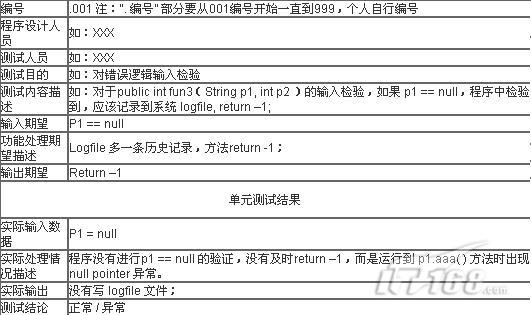 编号 .001 注：". 编号" 部分要从001编号开始一直到999，个人自行编号
程序设计人员 如：XXX
测试人员 如：XXX
测试目的 如：对错误逻辑输入检验
测试内容描述 如：对于public int fun3（ String p1, int p2 ）的输入检验，如果 p1 == null，程序中检
到，应该记录到系统 logfile, return –1;
输入期望 P1 == null
功能处理期望描述 Logfile 多一条历史记录，方法return -1；
输出期望 Return –1
单元测试结果
实际输入数据 P1 = null
实际处理情况描述 程序没有进行p1 == null 的验证，没有及时return –1，而是运行到 p1.aaa() 方法时出现
null pointer 异常。
实际输出 没有写 logfile 文件；
测试结论 正常 / 异常
IT168.com